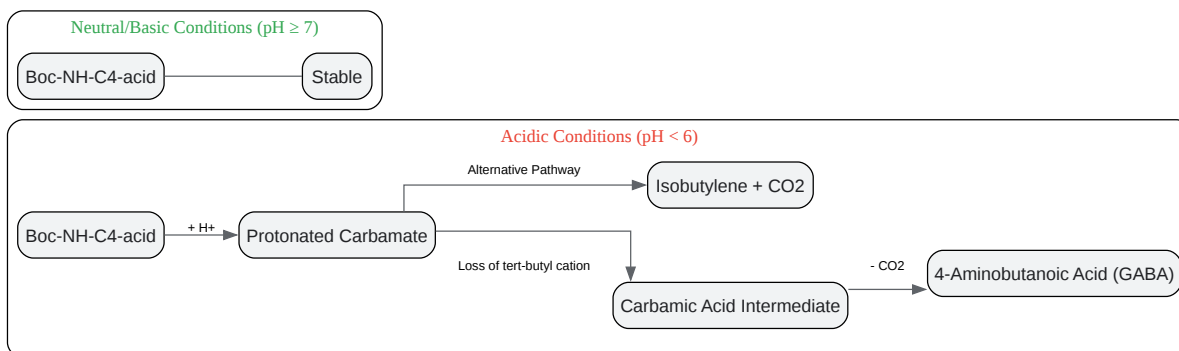 Neutral/Basic Conditions (pH ≥ 7)
Boc-NH-C4-acid
Stable
Acidic Conditions (pH < 6)
Alternative Pathway
Isobutylene + CO2
Boc-NH-C4-acid
+ H+
Protonated Carbamate
Loss of tert-butyl cation
- CO2
4-Aminobutanoic Acid (GABA)
Carbamic Acid Intermediate